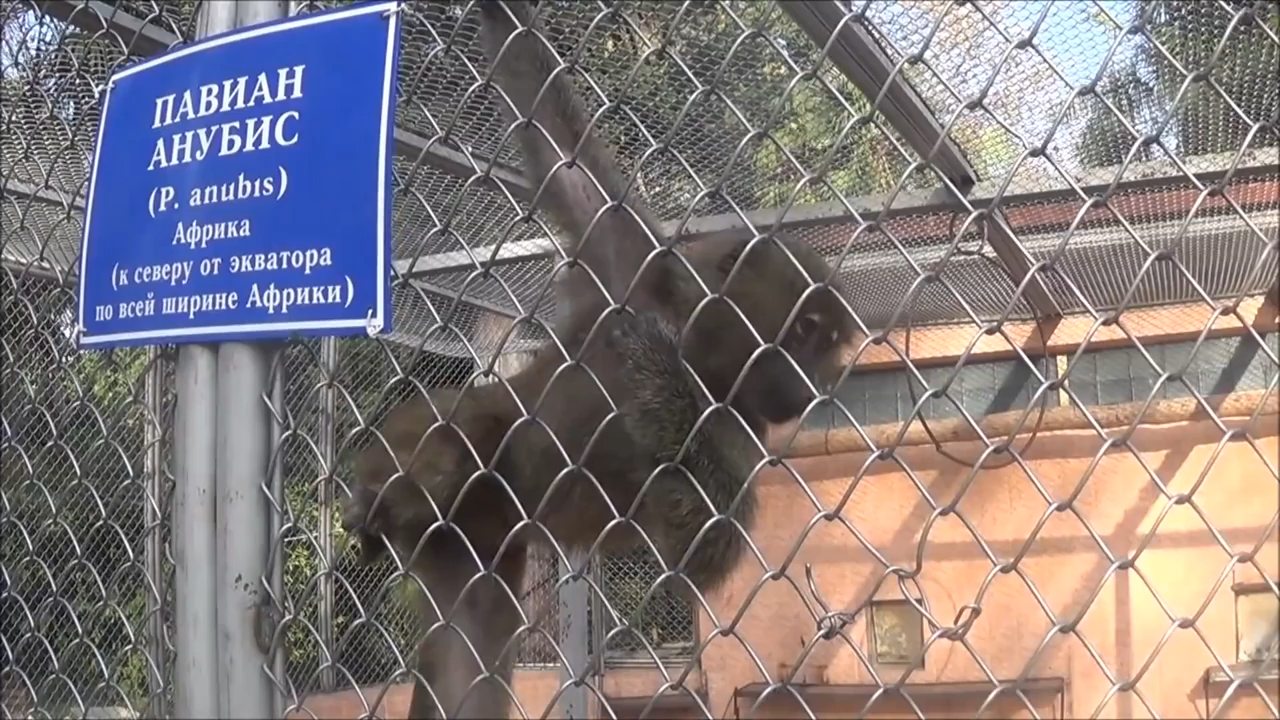 ПАВИАН
АНУБИС
(P. anubis)
Африка
(к северу от экватора
по всей ширине Африки)